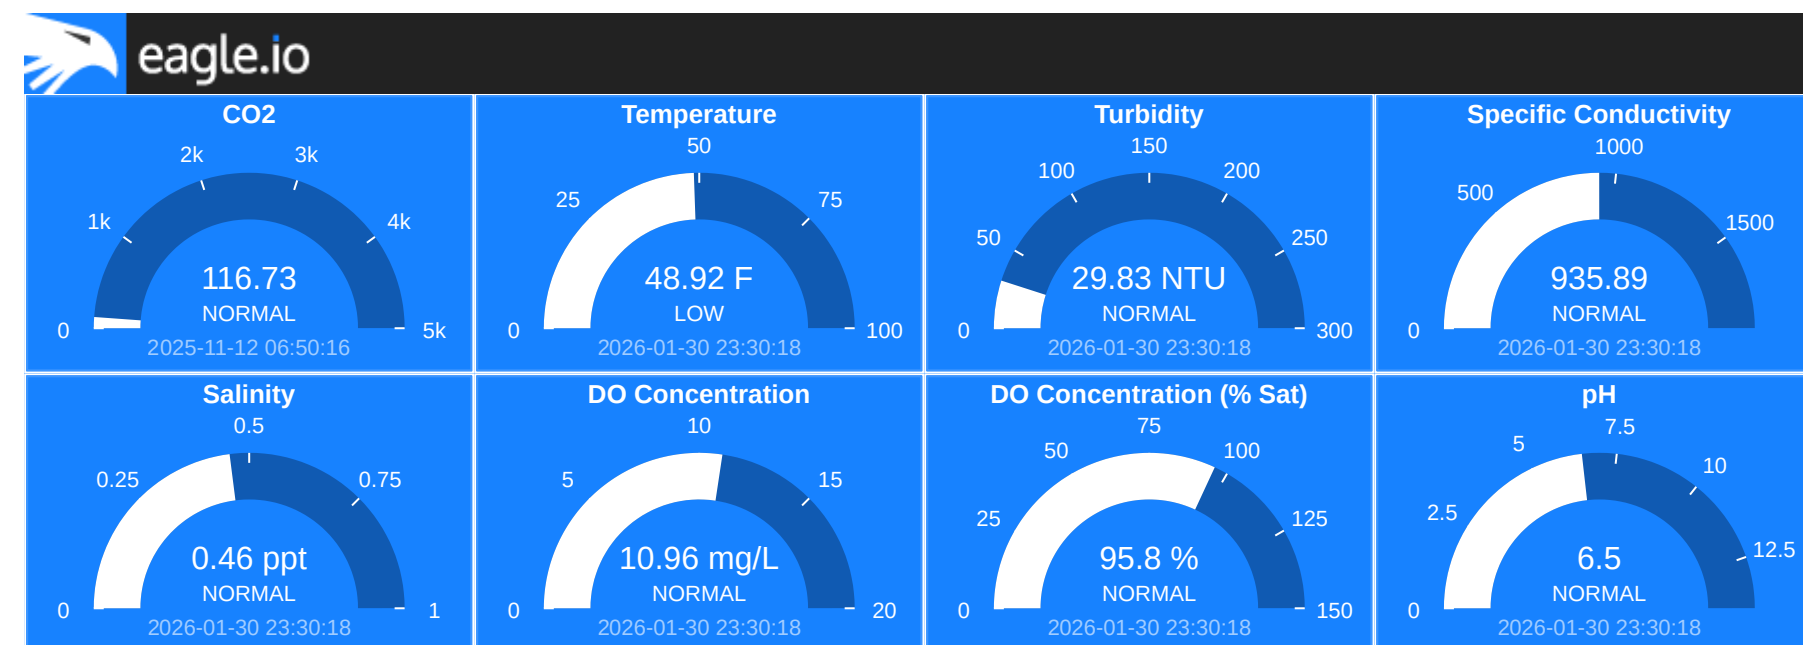 eagle.io
CO2
0
1k
2k
3k
4k
5k
116.73
NORMAL
2025-11-12 06:50:16
Temperature
0
25
50
75
100
48.92 F
LOW
2026-01-30 23:30:18
Turbidity
0
50
100
150
200
250
300
29.83 NTU
NORMAL
2026-01-30 23:30:18
Specific Conductivity
0
500
1000
1500
935.89
NORMAL
2026-01-30 23:30:18
Salinity
0
0.25
0.5
0.75
1
0.46 ppt
NORMAL
2026-01-30 23:30:18
DO Concentration
0
5
10
15
20
10.96 mg/L
NORMAL
2026-01-30 23:30:18
DO Concentration (% Sat)
0
25
50
75
100
125
150
95.8 %
NORMAL
2026-01-30 23:30:18
pH
0
2.5
5
7.5
10
12.5
6.5
NORMAL
2026-01-30 23:30:18